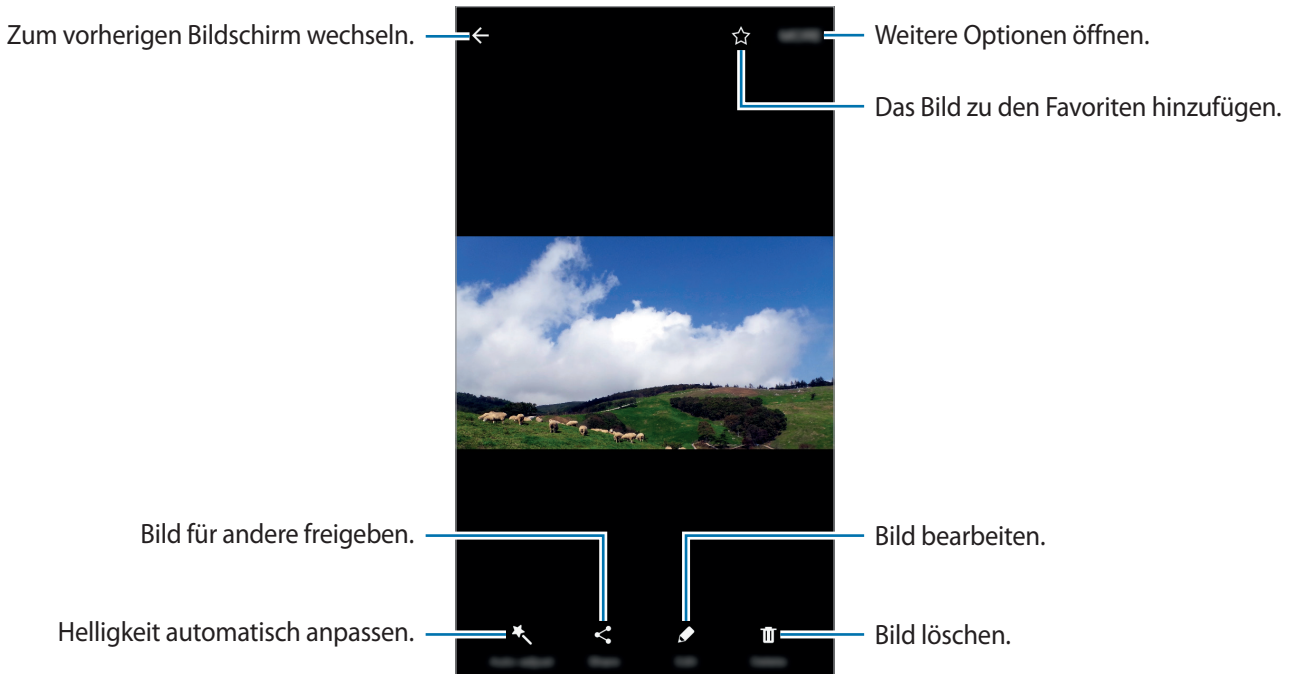 Zum vorherigen Bildschirm wechseln.
Weitere Optionen öffnen.
Das Bild zu den Favoriten hinzufügen.
Bild für andere freigeben.
Bild bearbeiten.
Helligkeit automatisch anpassen.
Bild löschen.